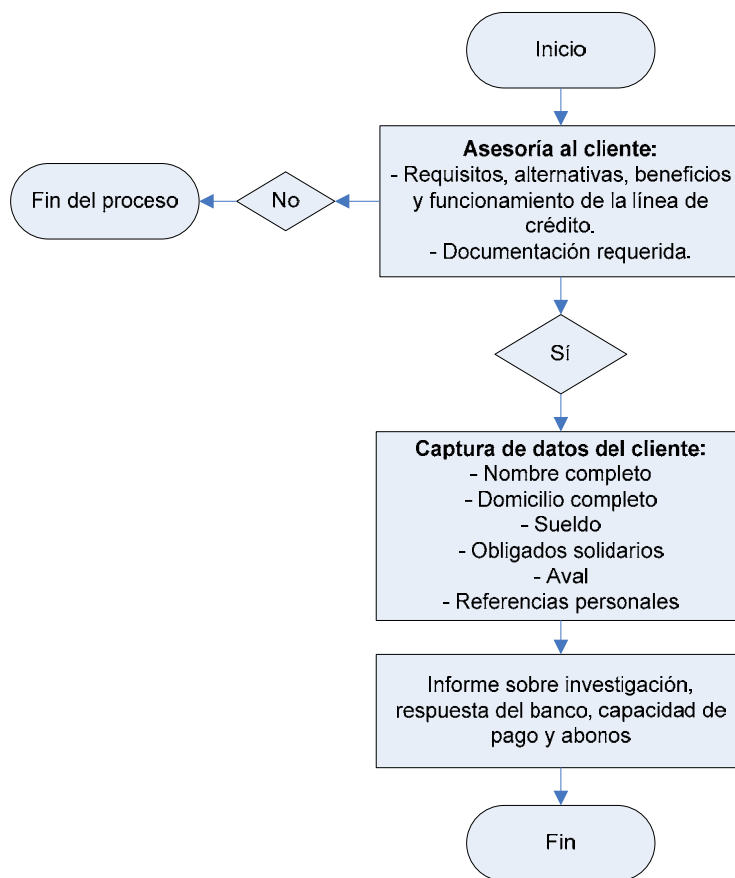 Inicio
Asesoría al cliente:
- Requisitos, alternativas, beneficios
y funcionamiento de la línea de
crédito.
- Documentación requerida.
No
Fin del proceso
Sí
Captura de datos del cliente:
- Nombre completo
- Domicilio completo
- Sueldo
- Obligados solidarios
- Aval
- Referencias personales
Informe sobre investigación,
respuesta del banco, capacidad de
pago y abonos
Fin